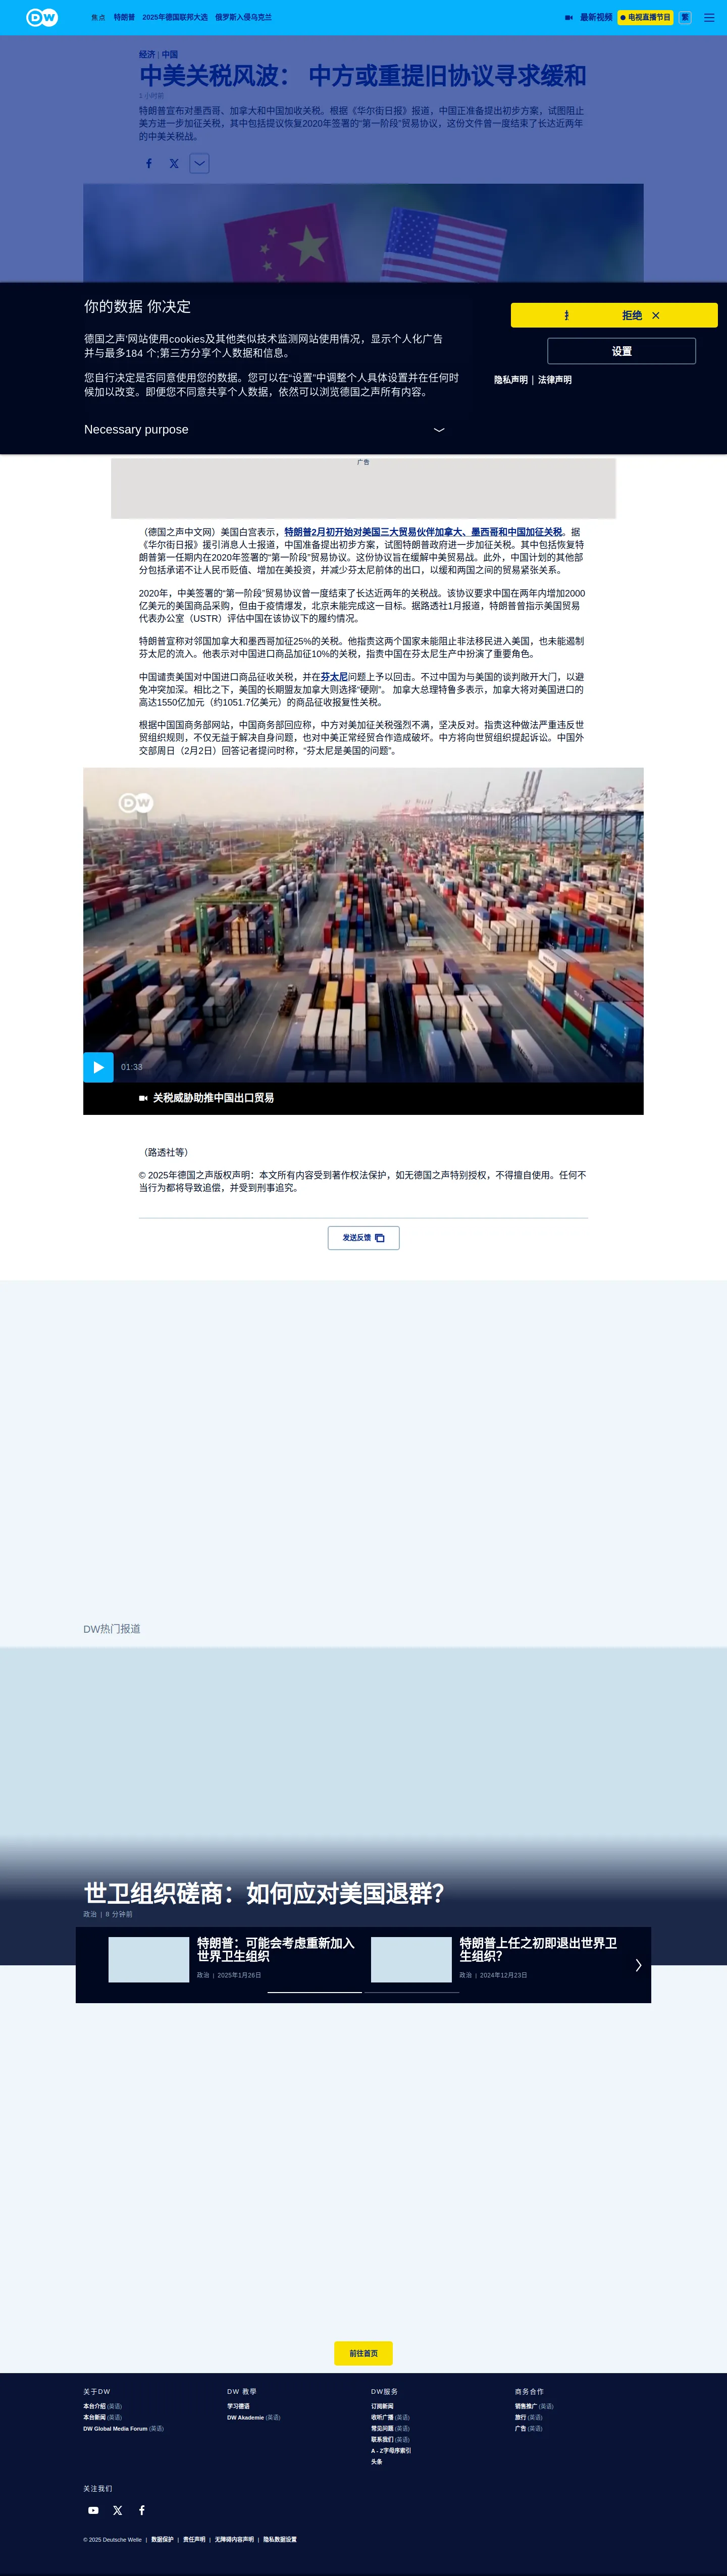 DW
焦点 特朗普 2025年德国联邦大选 俄罗斯入侵乌克兰
最新视频 电视直播节目 繁
经济 | 中国
中美关税风波： 中方或重提旧协议寻求缓和
小时前
特朗普宣布对墨西哥、加拿大和中国加收关税。根据《华尔街日报》报道，中国正准备提出初步方案，试图阻止
美方进一步加征关税，其中包括提议恢复2020年签署的“第一阶段”贸易协议，这份文件曾一度结束了长达近两年
的中美关税战。
你的数据 你决定
德国之声'网站使用cookies及其他类似技术监测网站使用情况，显示个人化广告
并与最多184 个;第三方分享个人数据和信息。
您自行决定是否同意使用您的数据。您可以在“设置”中调整个人具体设置并在任何时
候加以改变。即便您不同意共享个人数据，依然可以浏览德国之声所有内容。
Necessary purpose
拒绝
设置
隐私声明 | 法律声明
广告
（德国之声中文网）美国白宫表示，特朗普2月初开始对美国三大贸易伙伴加拿大、墨西哥和中国加征关税。据
《华尔街日报》援引消息人士报道，中国准备提出初步方案，试图特朗普政府进一步加征关税。其中包括恢复特
朗普第一任期内在2020年签署的“第一阶段”贸易协议。这份协议旨在缓解中美贸易战。此外，中国计划的其他部
分包括承诺不让人民币贬值、增加在美投资，并减少芬太尼前体的出口，以缓和两国之间的贸易紧张关系。
2020年，中美签署的“第一阶段”贸易协议曾一度结束了长达近两年的关税战。该协议要求中国在两年内增加2000
亿美元的美国商品采购，但由于疫情爆发，北京未能完成这一目标。据路透社1月报道，特朗普曾指示美国贸易
代表办公室（USTR）评估中国在该协议下的履约情况。
特朗普宣称对邻国加拿大和墨西哥加征25%的关税。他指责这两个国家未能阻止非法移民进入美国，也未能遏制
芬太尼的流入。他表示对中国进口商品加征10%的关税，指责中国在芬太尼生产中扮演了重要角色。
中国谴责美国对中国进口商品征收关税，并在芬太尼问题上予以回击。不过中国为与美国的谈判敞开大门，以避
免冲突加深。相比之下，美国的长期盟友加拿大则选择“硬刚”。 加拿大总理特鲁多表示，加拿大将对美国进口的
高达1550亿加元（约1051.7亿美元）的商品征收报复性关税。
根据中国国商务部网站，中国商务部回应称，中方对美加征关税强烈不满，坚决反对。指责这种做法严重违反世
贸组织规则，不仅无益于解决自身问题，也对中美正常经贸合作造成破坏。中方将向世贸组织提起诉讼。中国外
交部周日（2月2日）回答记者提问时称，“芬太尼是美国的问题”。
DW
01:33
关税威胁助推中国出口贸易
（路透社等）
© 2025年德国之声版权声明：本文所有内容受到著作权法保护，如无德国之声特别授权，不得擅自使用。任何不
当行为都将导致追偿，并受到刑事追究。
发送反馈
DW热门报道
世卫组织磋商：如何应对美国退群？
政治 | 8 分钟前
特朗普：可能会考虑重新加入
世界卫生组织
政治 | 2025年1月26日
特朗普上任之初即退出世界卫
生组织？
政治 | 2024年12月23日
前往首页
关于DW
本台介绍 (英语)
本台新闻 (英语)
DW Global Media Forum (英语)
DW 教學
学习德语
DW Akademie (英语)
DW服务
订阅新闻
收听广播 (英语)
常见问题 (英语)
联系我们 (英语)
A - Z字母序索引
头条
商务合作
销售推广 (英语)
旅行 (英语)
广告 (英语)
关注我们
© 2025 Deutsche Welle | 数据保护 | 责任声明 | 无障碍内容声明 | 隐私数据设置